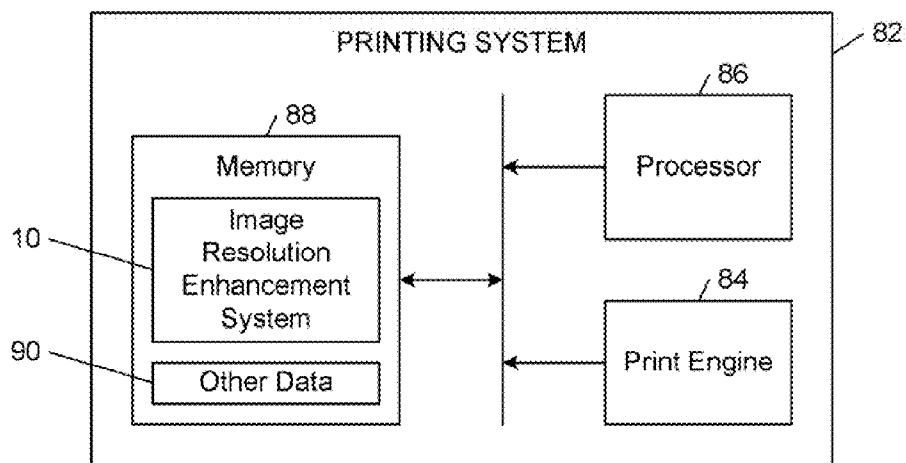 PRINTING SYSTEM
82
88
86
Memory
Processor
10
Image
Resolution
Enhancement
System
84
90
Other Data
Print Engine